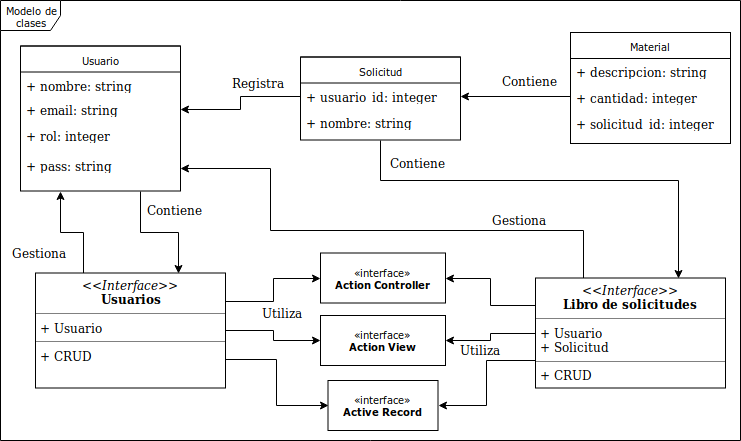 Modelo de
clases
Usuario
+ nombre: string
+ email: string
+ rol: integer
+ pass: string
Registra
Solicitud
+ usuario_id: integer
+ nombre: string
Contiene
Material
+ descripcion: string
+ cantidad: integer
+ solicitud_id: integer
Contiene
Contiene
Gestiona
Gestiona
<<Interface>>
Usuarios
+ Usuario
+ CRUD
Utiliza
«interface»
Action Controller
«interface»
Action View
«interface»
Active Record
Utiliza
<<Interface>>
Libro de solicitudes
+ Usuario
+ Solicitud
+ CRUD